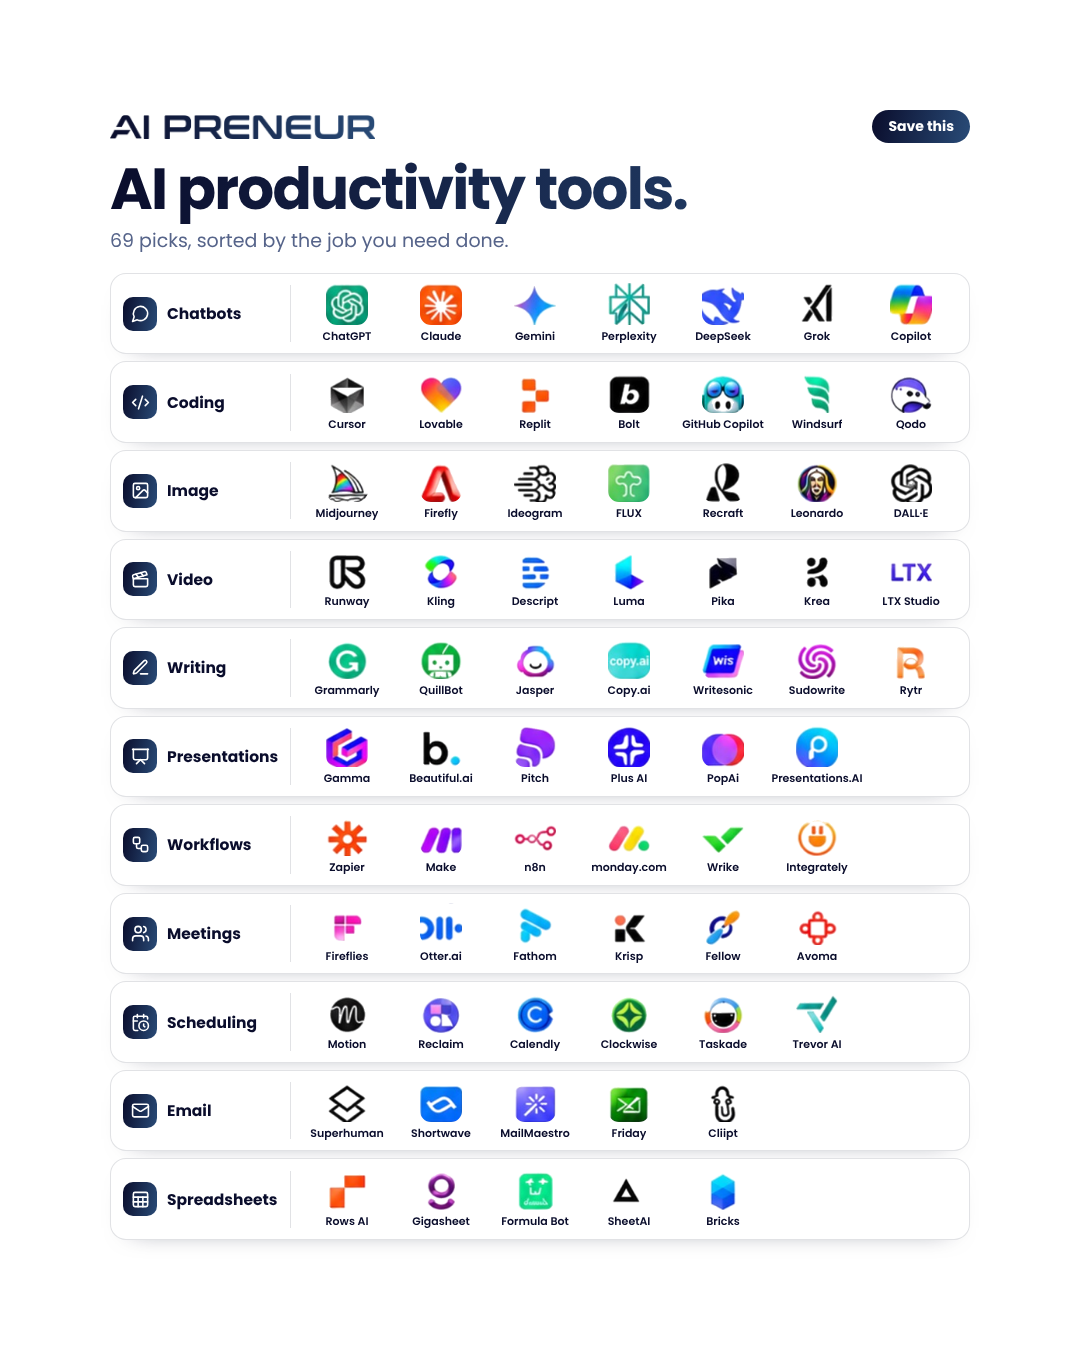 AI PRENEUR
Save this
AI productivity tools.
69 picks, sorted by the job you need done.
Chatbots
ChatGPT Claude Gemini Perplexity DeepSeek Grok Copilot
Coding
b
Cursor Lovable Replit Bolt GitHub Copilot Windsurf Qodo
Image
Midjourney Firefly Ideogram FLUX Recraft Leonardo DALL·E
Video
LTX
Runway Kling Descript Luma Pika Krea LTX Studio
Writing
copy.ai wis
Grammarly QuillBot Jasper Copy.ai Writesonic Sudowrite Rytr
Presentations
b.
Gamma Beautiful.ai Pitch Plus AI PopAi Presentations.AI
Workflows
Zapier Make n8n monday.com Wrike Integrately
Meetings
Fireflies Otter.ai Fathom Krisp Fellow Avoma
Scheduling
Motion Reclaim Calendly Clockwise Taskade Trevor AI
Email
Superhuman Shortwave MailMaestro Friday Cliipt
Spreadsheets
Rows AI Gigasheet Formula Bot SheetAI Bricks